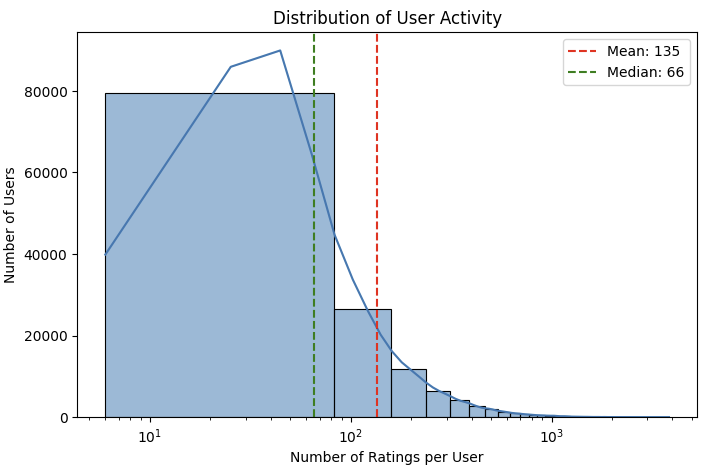 Distribution of User Activity
Mean: 135
Median: 66
Number of Users
80000
60000
40000
20000
0
10¹
10²
10³
Number of Ratings per User